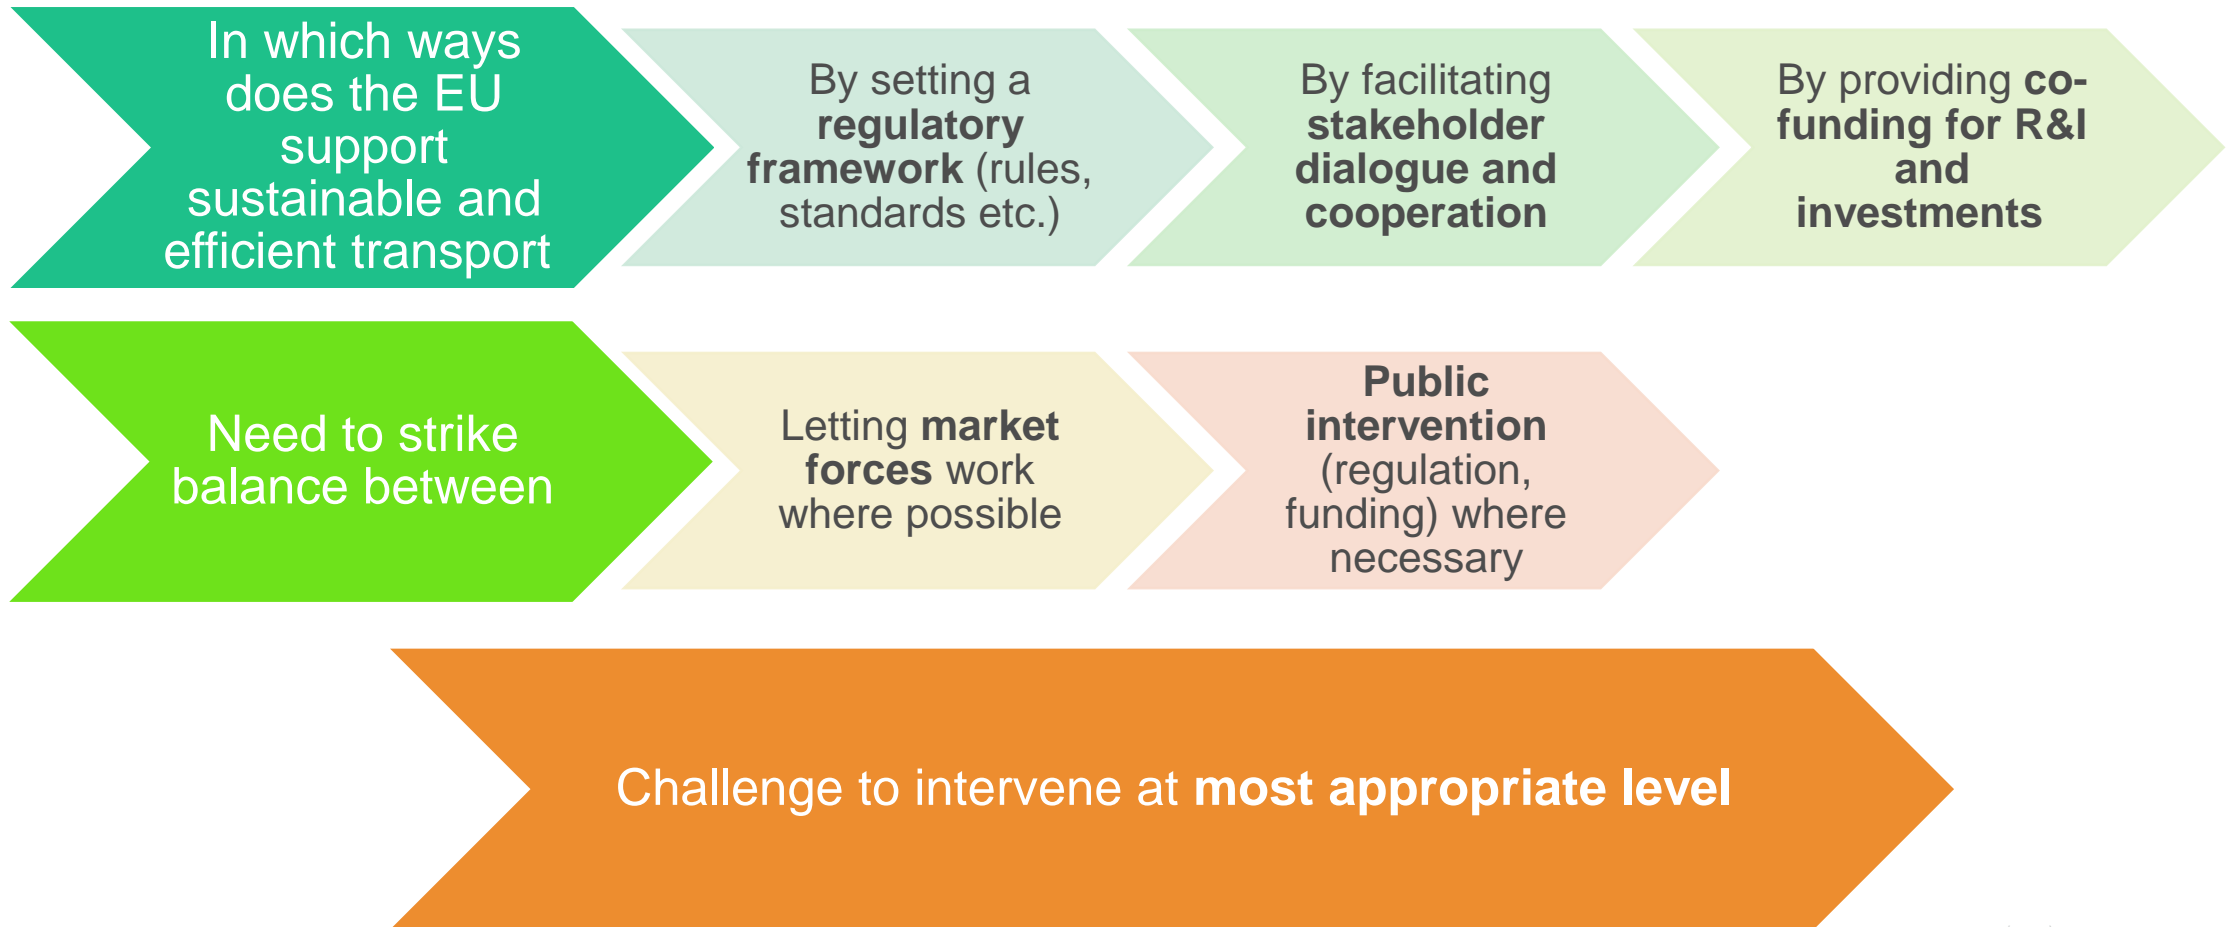 In which ways
does the EU
support
sustainable and
efficient transport
By setting a
regulatory
framework (rules,
standards etc.)
By facilitating
stakeholder
dialogue and
cooperation
By providing co-
funding for R&I
and
investments
Need to strike
balance between
Letting market
forces work
where possible
Public
intervention
(regulation,
funding) where
necessary
Challenge to intervene at most appropriate level